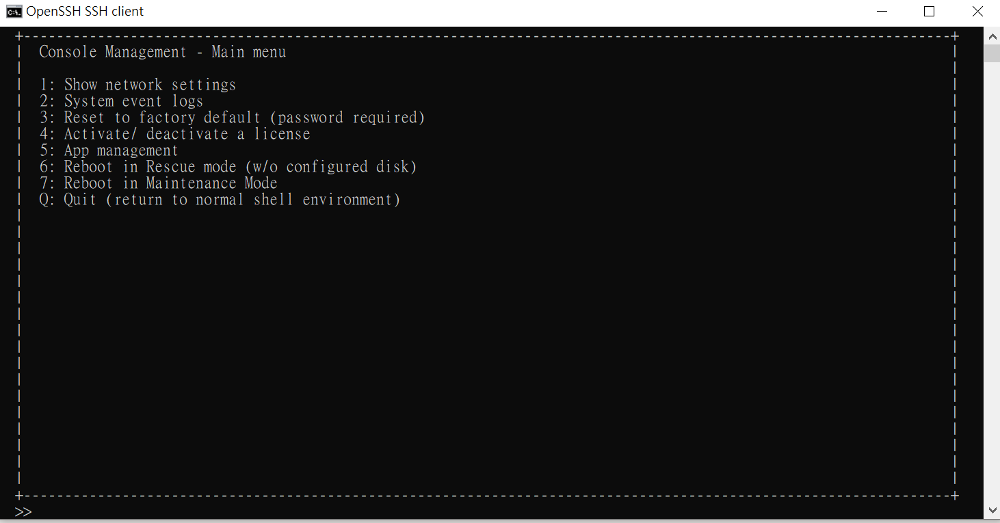 OpenSSH SSH client
+-----------------------------------------------------------------------------------------------------------------+
Console Management - Main menu
1: Show network settings
2: System event logs
3: Reset to factory default (password required)
4: Activate/ deactivate a license
5: App management
6: Reboot in Rescue mode (w/o configured disk)
7: Reboot in Maintenance Mode
Q: Quit (return to normal shell environment)
+-----------------------------------------------------------------------------------------------------------------+
>>